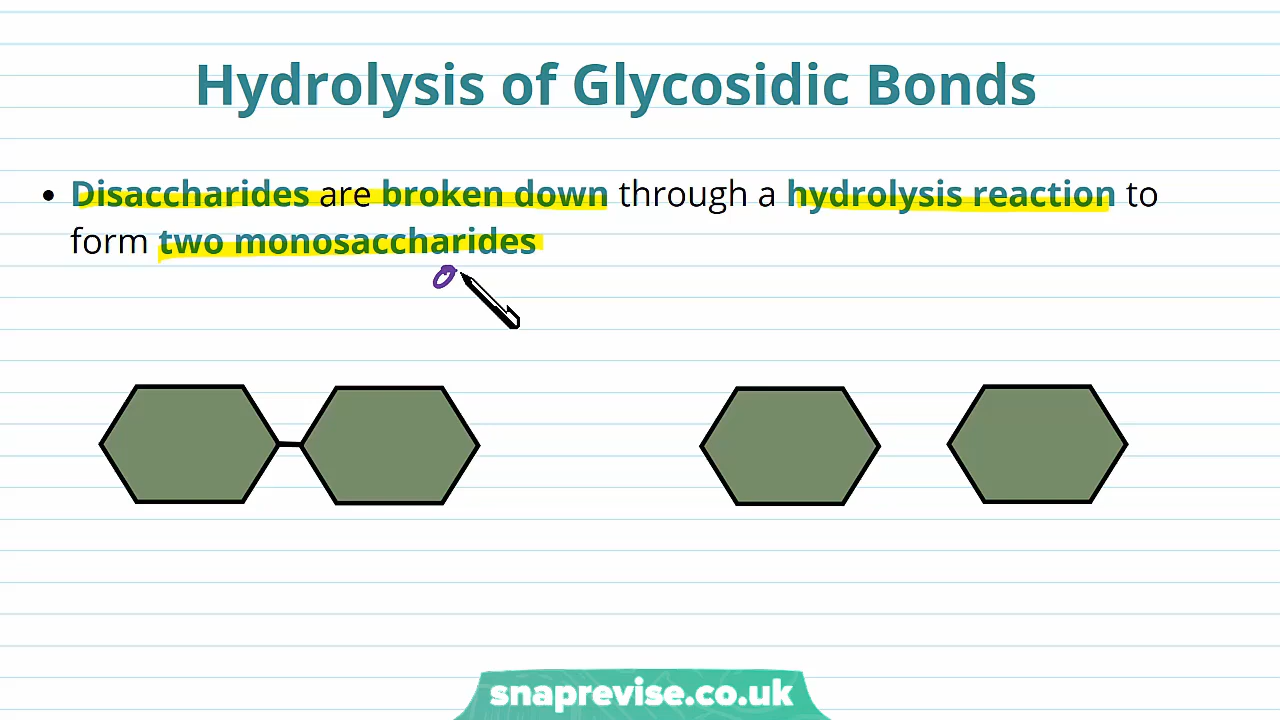 Hydrolysis of Glycosidic Bonds
• Disaccharides are broken down through a hydrolysis reaction to
form two monosaccharides
snaprevise.co.uk